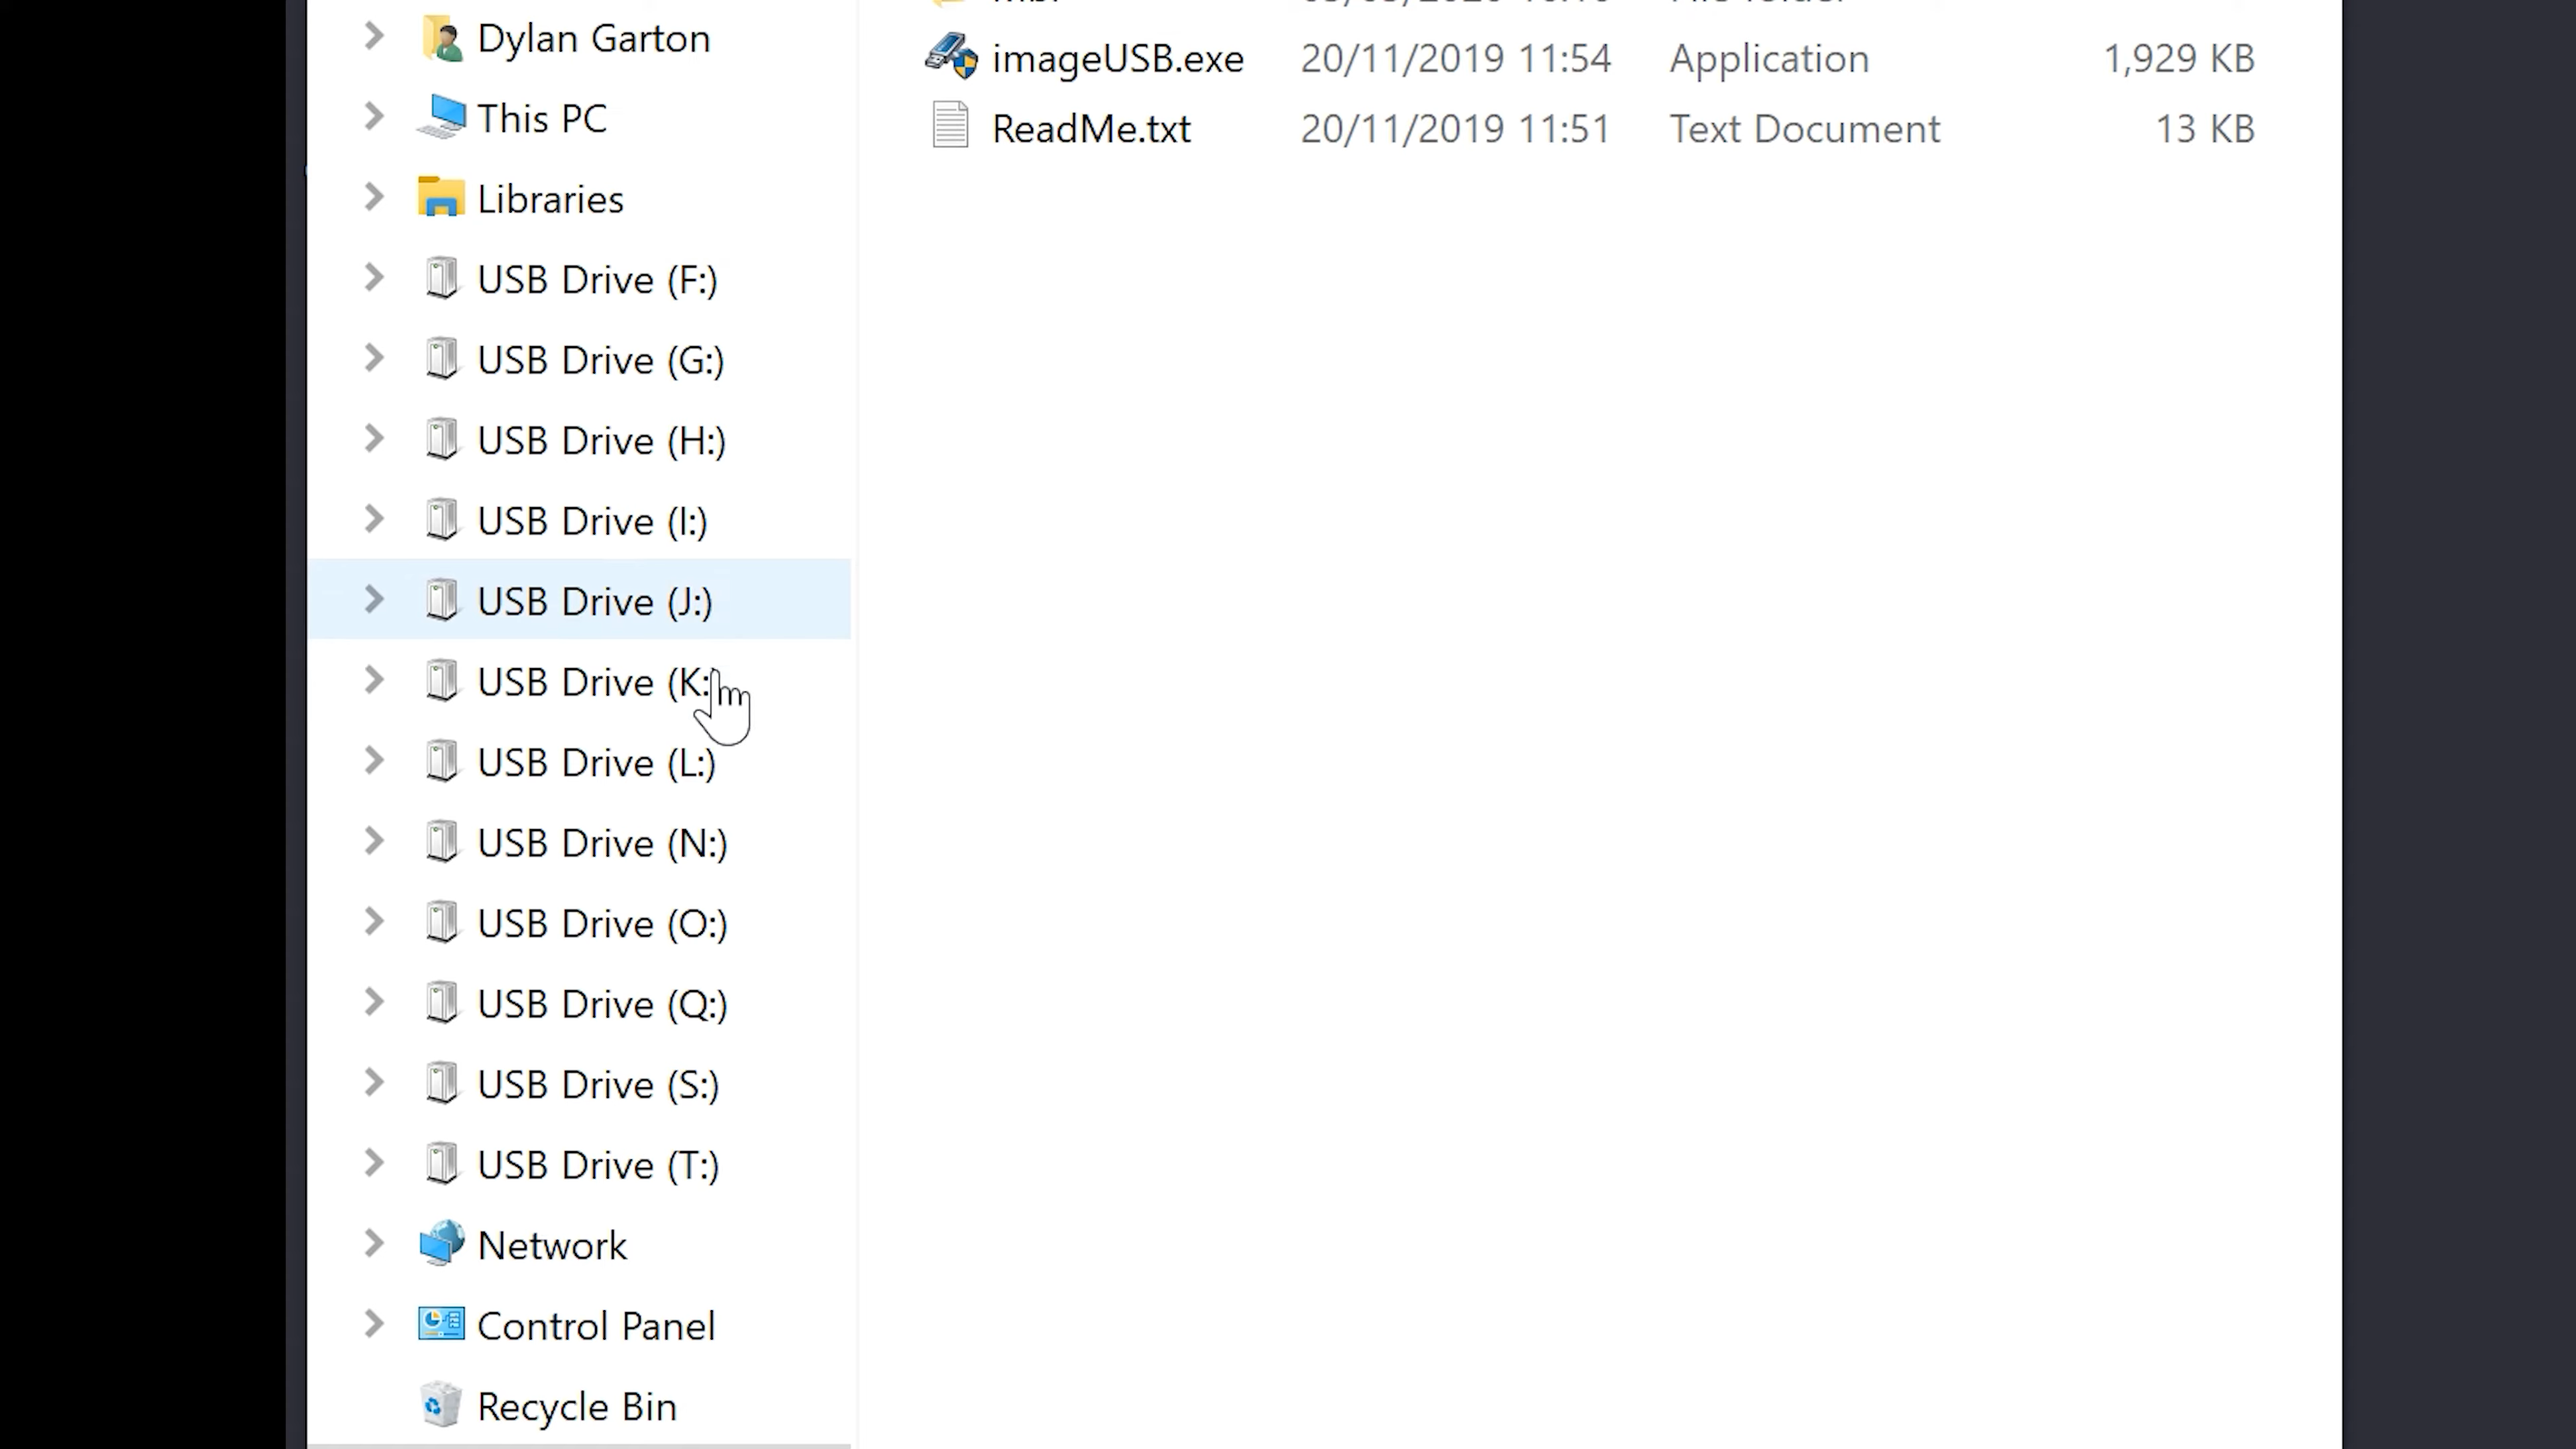 Dylan Garton
imageUSB.exe 20/11/2019 11:54 Application 1,929 KB
This PC
ReadMe.txt 20/11/2019 11:51 Text Document 13 KB
Libraries
USB Drive (F:)
USB Drive (G:)
USB Drive (H:)
USB Drive (I:)
USB Drive (J:)
USB Drive (K:
USB Drive (L:)
USB Drive (N:)
USB Drive (O:)
USB Drive (Q:)
USB Drive (S:)
USB Drive (T:)
Network
Control Panel
Recycle Bin